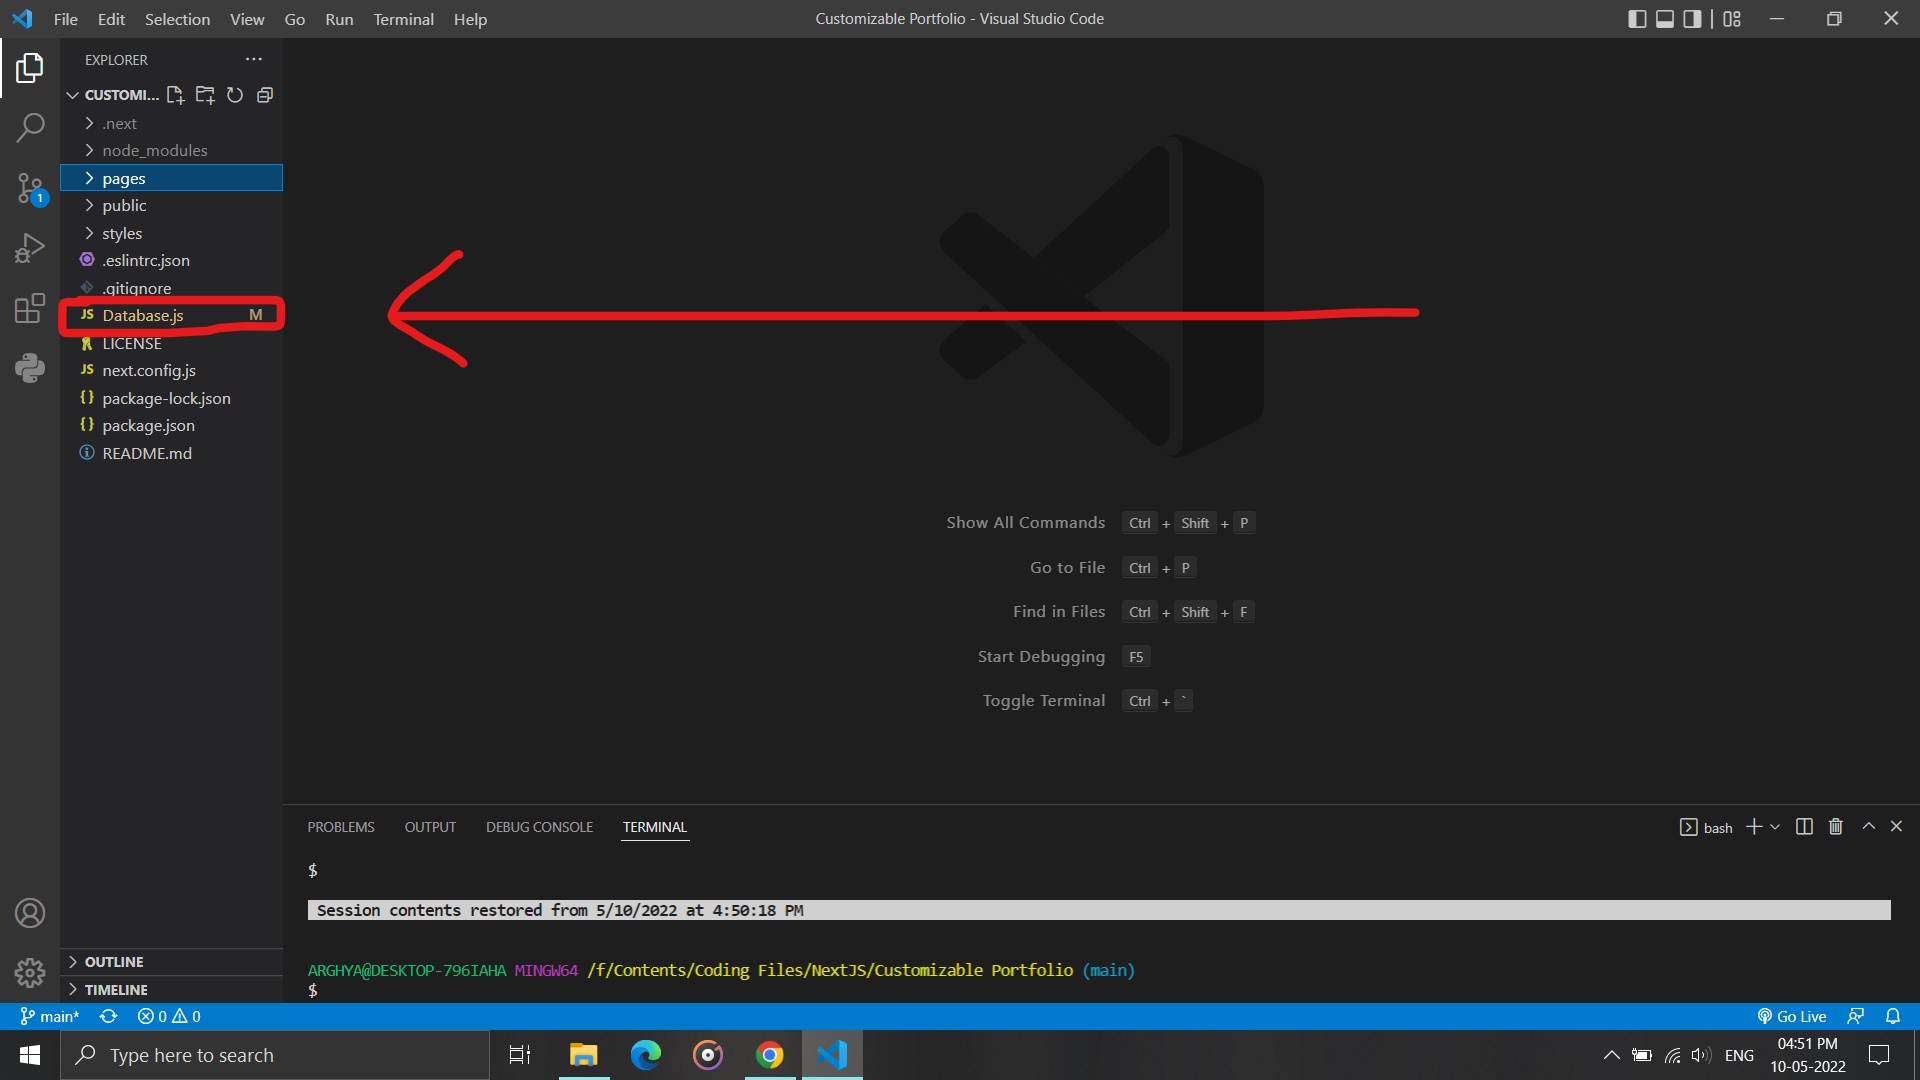 File Edit Selection View Go Run Terminal Help
Customizable Portfolio - Visual Studio Code
EXPLORER
CUSTOMI...
.next
node_modules
pages
public
styles
.eslintrc.json
.gitignore
JS Database.js M
LICENSE
JS next.config.js
{} package-lock.json
{} package.json
README.md
1
Show All Commands Ctrl + Shift + P
Go to File Ctrl + P
Find in Files Ctrl + Shift + F
Start Debugging F5
Toggle Terminal Ctrl + `
PROBLEMS OUTPUT DEBUG CONSOLE TERMINAL
bash
$
Session contents restored from 5/10/2022 at 4:50:18 PM
ARGHYA@DESKTOP-796IAHA MINGW64 /f/Contents/Coding Files/NextJS/Customizable Portfolio (main)
$
OUTLINE
TIMELINE
main* 0 0
Go Live
Type here to search
ENG
04:51 PM
10-05-2022